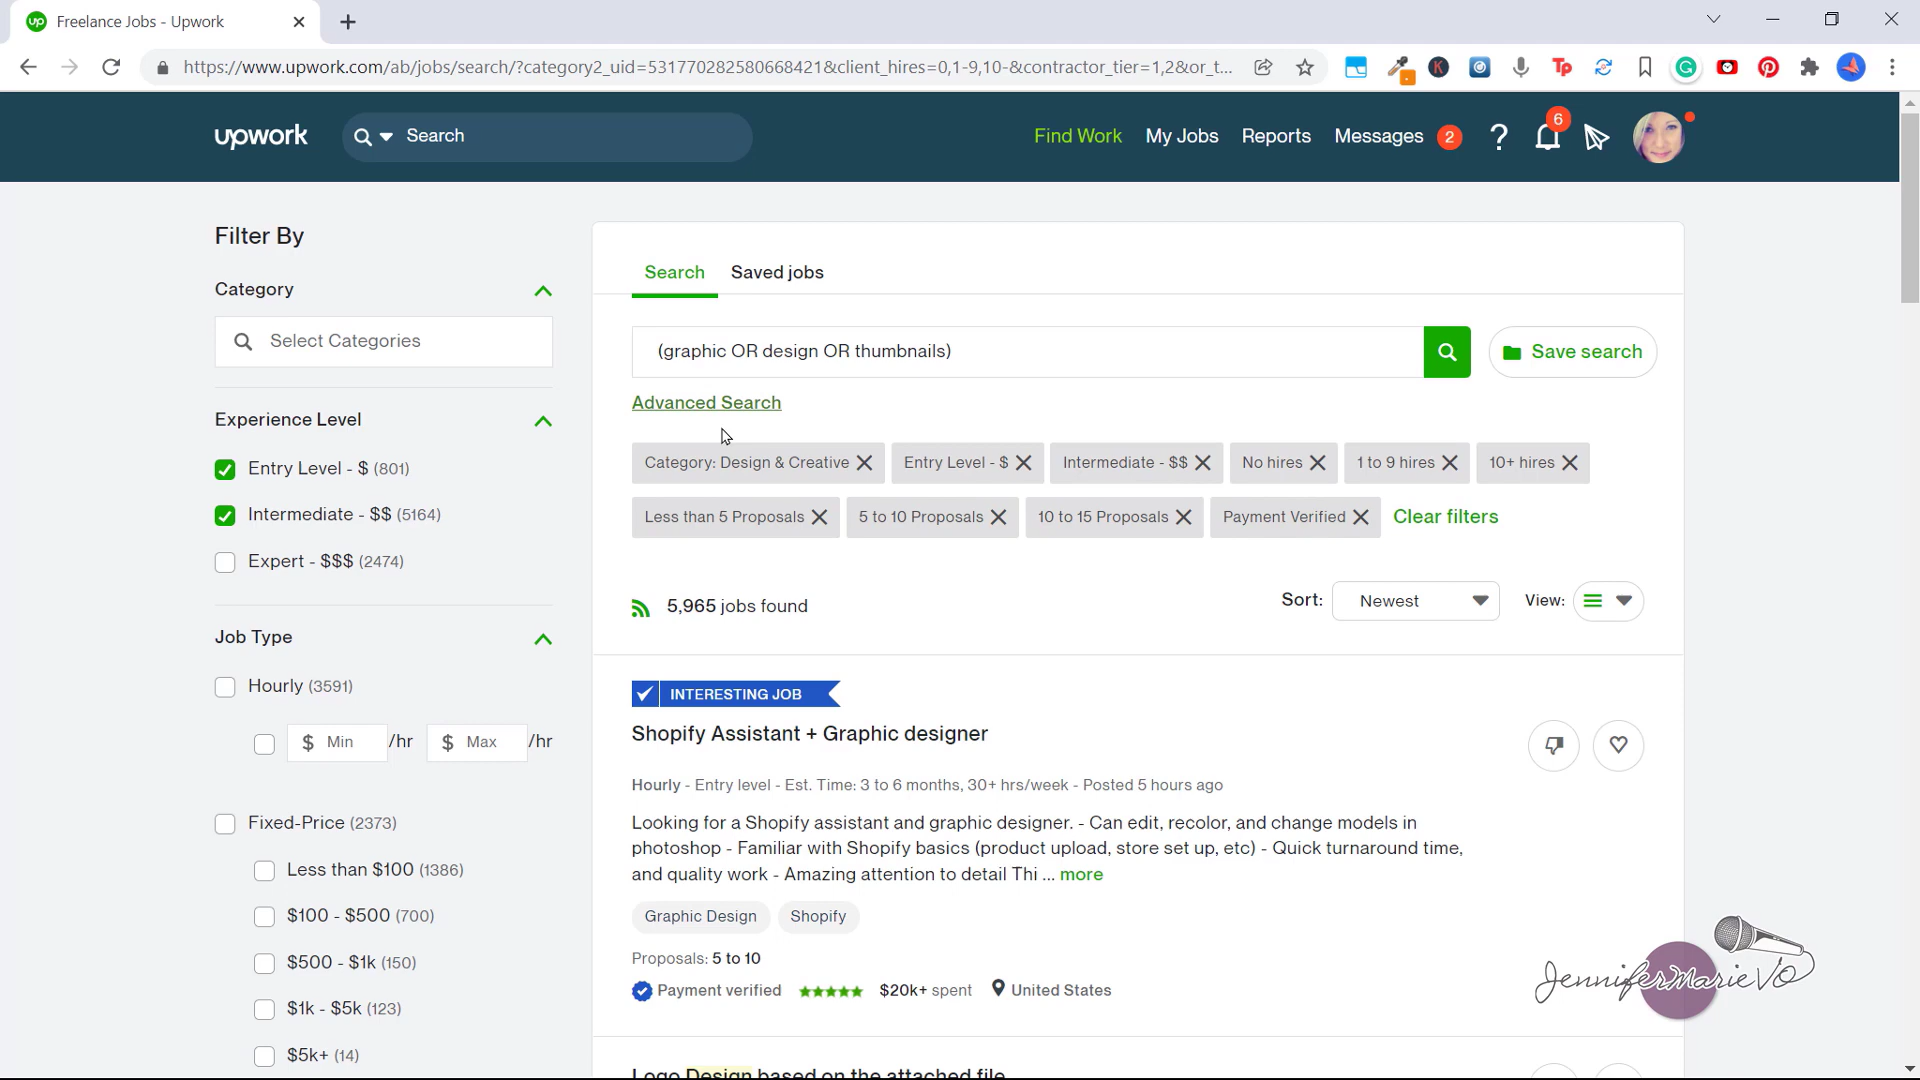 up Freelance Jobs - Upwork
https://www.upwork.com/ab/jobs/search/?category2_uid=531770282580668421&client_hires=0,1-9,10-&contractor_tier=1,2&or_t...
upwork Search Find Work My Jobs Reports Messages 2 ? 6
Filter By
Category
Select Categories
Experience Level
Entry Level - $ (801)
Intermediate - $$ (5164)
Expert - $$$ (2474)
Job Type
Hourly (3591)
$ Min /hr $ Max /hr
Fixed-Price (2373)
Less than $100 (1386)
$100 - $500 (700)
$500 - $1k (150)
$1k - $5k (123)
$5k+ (14)
Search Saved jobs
(graphic OR design OR thumbnails) Save search
Advanced Search
Category: Design & Creative Entry Level - $ Intermediate - $$ No hires 1 to 9 hires 10+ hires
Less than 5 Proposals 5 to 10 Proposals 10 to 15 Proposals Payment Verified Clear filters
5,965 jobs found Sort: Newest View:
INTERESTING JOB
Shopify Assistant + Graphic designer
Hourly - Entry level - Est. Time: 3 to 6 months, 30+ hrs/week - Posted 5 hours ago
Looking for a Shopify assistant and graphic designer. - Can edit, recolor, and change models in
photoshop - Familiar with Shopify basics (product upload, store set up, etc) - Quick turnaround time,
and quality work - Amazing attention to detail Thi ... more
Graphic Design Shopify
Proposals: 5 to 10
Payment verified $20k+ spent United States
Logo Design based on the attached file
JenniferMarieVO